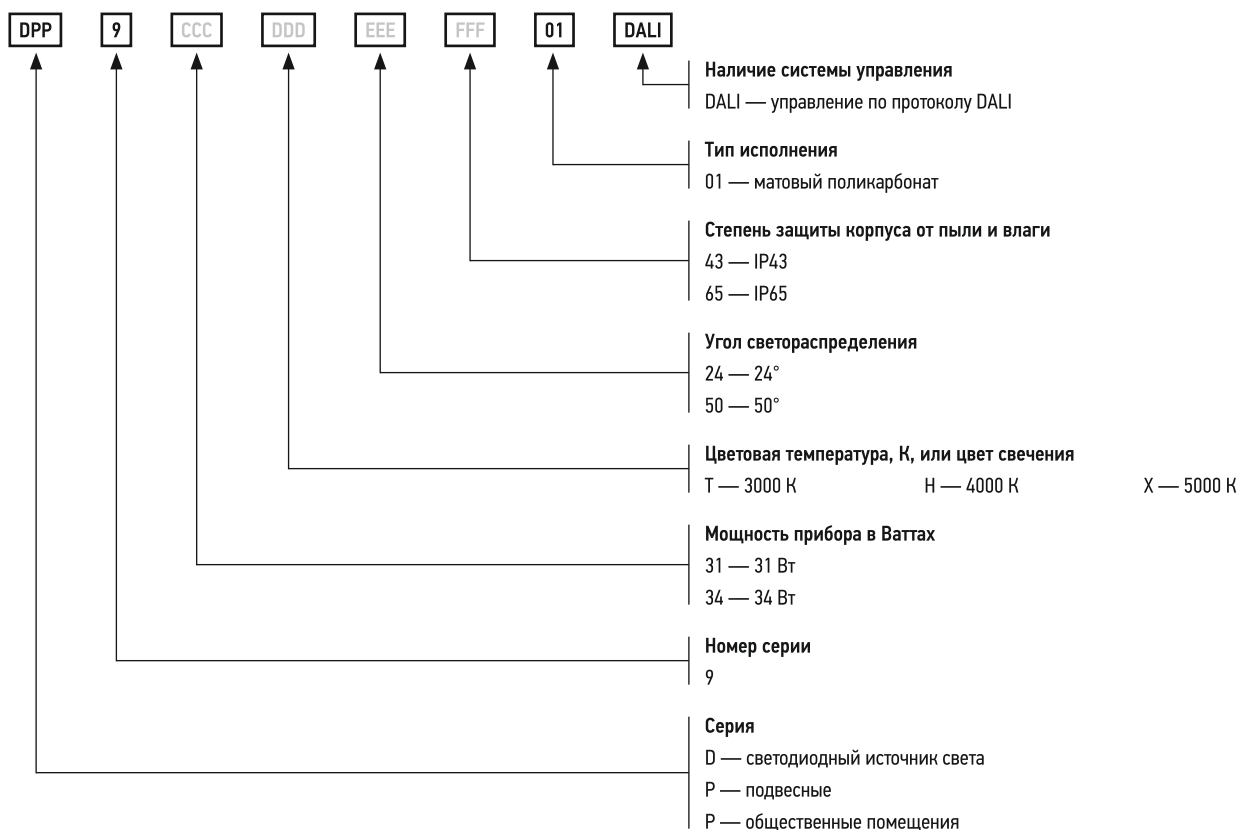 DPP 9 CCC DDD EEE FFF 01 DALI
Наличие системы управления
DALI — управление по протоколу DALI
Тип исполнения
01 — матовый поликарбонат
Степень защиты корпуса от пыли и влаги
43 — IP43
65 — IP65
Угол светораспределения
24 — 24°
50 — 50°
Цветовая температура, К, или цвет свечения
Т — 3000 К Н — 4000 К Х — 5000 К
Мощность прибора в Ваттах
31 — 31 Вт
34 — 34 Вт
Номер серии
9
Серия
D — светодиодный источник света
P — подвесные
P — общественные помещения